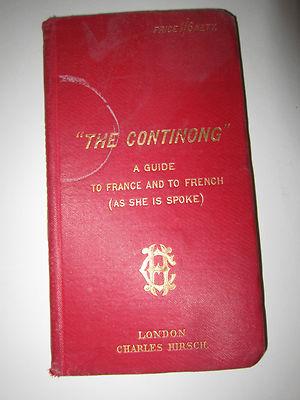 PRICE 1/6 NETT.
"THE CONTINONG"
A GUIDE
TO FRANCE AND TO FRENCH
(AS SHE IS SPOKE)
LONDON
CHARLES HIRSCH.